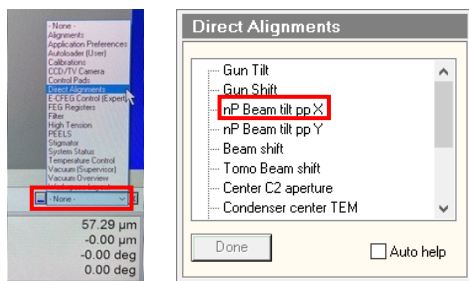 - None -
Alignments
Application Preferences
Autoloader (User)
Calibrations
CCD/TV Camera
Control Pads
Direct Alignments
E-CFEG Control (Expert)
FEG Registers
Filter
High Tension
PEELS
Stigmator
System Status
Temperature Control
Vacuum (Supervisor)
Vacuum Overview
- None -
57.29 µm
-0.00 µm
-0.00 deg
0.00 deg
Direct Alignments
Gun Tilt
Gun Shift
nP Beam tilt pp X
nP Beam tilt pp Y
Beam shift
Tomo Beam shift
Center C2 aperture
Condenser center TEM
Done
Auto help